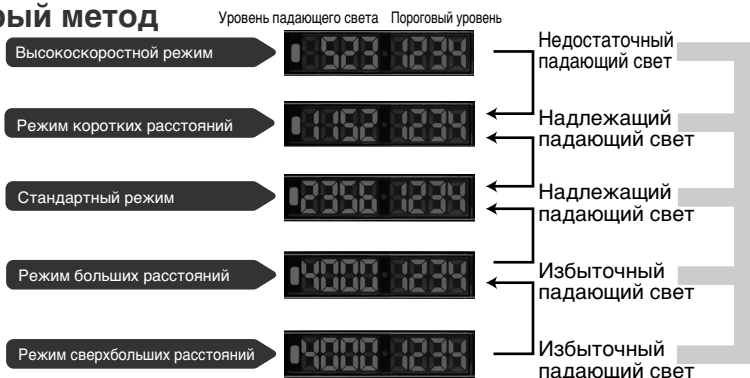 рый метод
Уровень падающего света Пороговый уровень
Высокоскоростной режим
523 1234
Недостаточный
падающий свет
Режим коротких расстояний
1152 1234
Надлежащий
падающий свет
Стандартный режим
2356 1234
Надлежащий
падающий свет
Режим больших расстояний
4000 1234
Избыточный
падающий свет
Режим сверхбольших расстояний
4000 1234
Избыточный
падающий свет